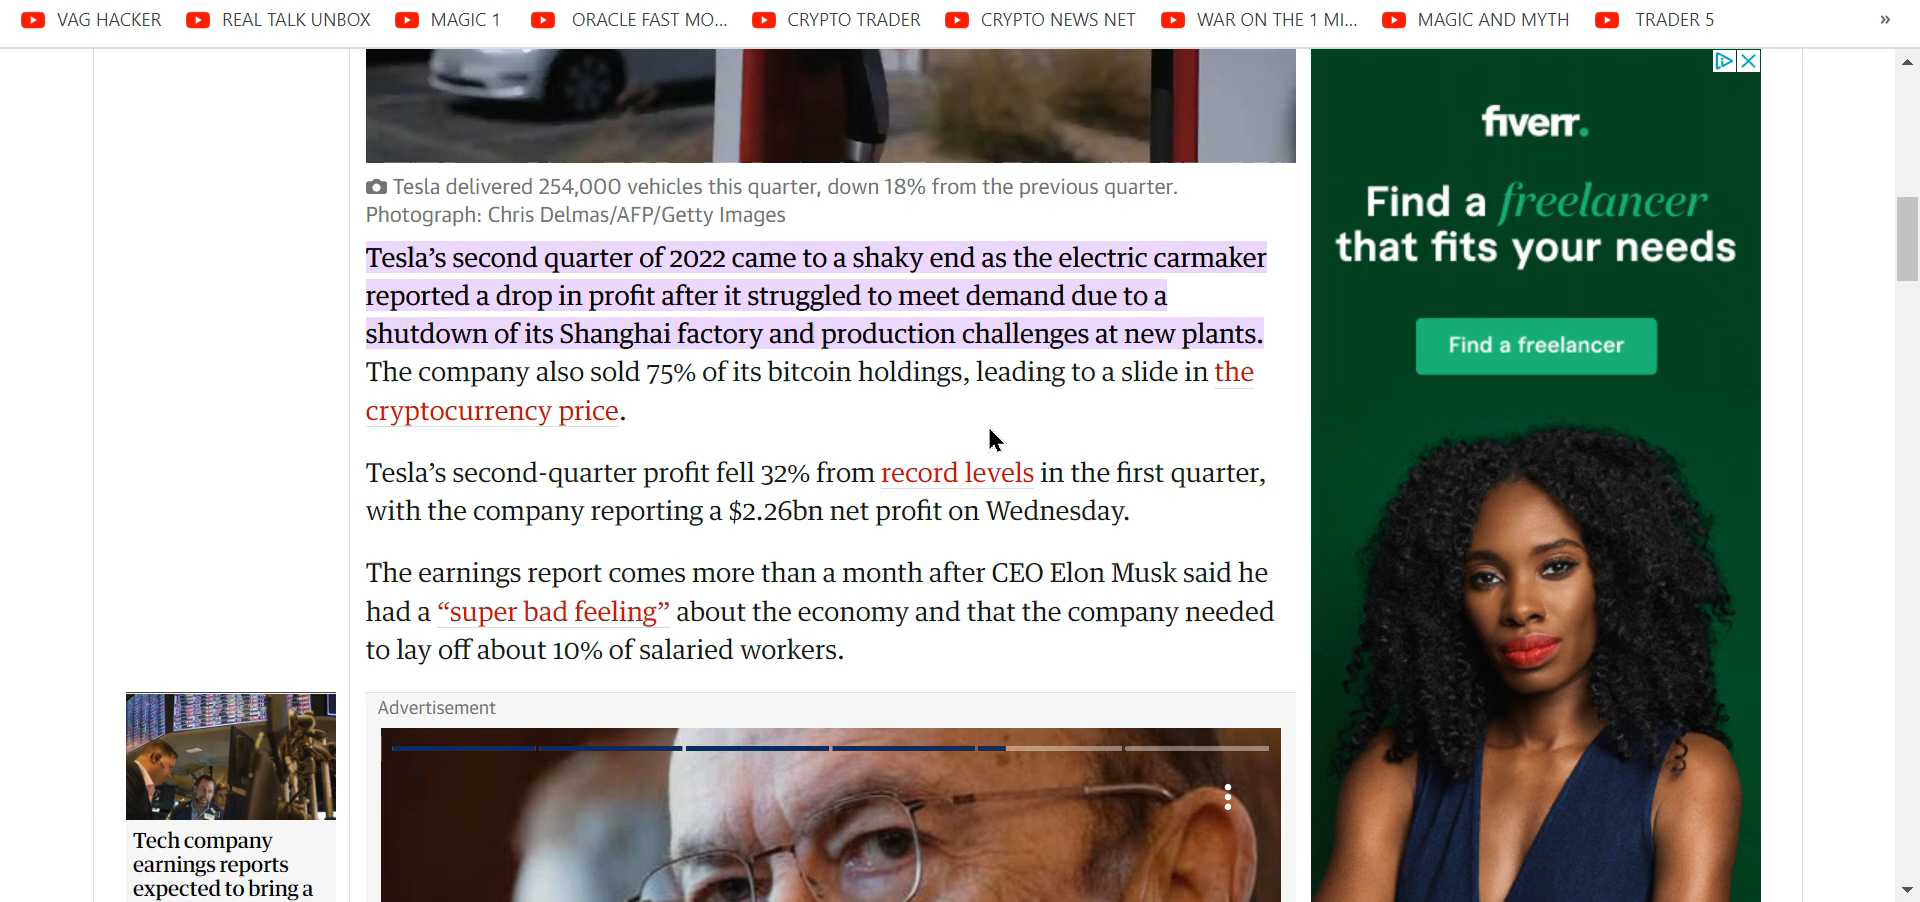 VAG HACKER
REAL TALK UNBOX
MAGIC 1
ORACLE FAST MO...
CRYPTO TRADER
CRYPTO NEWS NET
WAR ON THE 1 MI...
MAGIC AND MYTH
TRADER 5
»
Tesla delivered 254,000 vehicles this quarter, down 18% from the previous quarter.
Photograph: Chris Delmas/AFP/Getty Images
Tesla’s second quarter of 2022 came to a shaky end as the electric carmaker
reported a drop in profit after it struggled to meet demand due to a
shutdown of its Shanghai factory and production challenges at new plants.
The company also sold 75% of its bitcoin holdings, leading to a slide in the
cryptocurrency price.
Tesla’s second-quarter profit fell 32% from record levels in the first quarter,
with the company reporting a $2.26bn net profit on Wednesday.
The earnings report comes more than a month after CEO Elon Musk said he
had a “super bad feeling” about the economy and that the company needed
to lay off about 10% of salaried workers.
Advertisement
Tech company
earnings reports
expected to bring a
fiverr.
Find a freelancer
that fits your needs
Find a freelancer